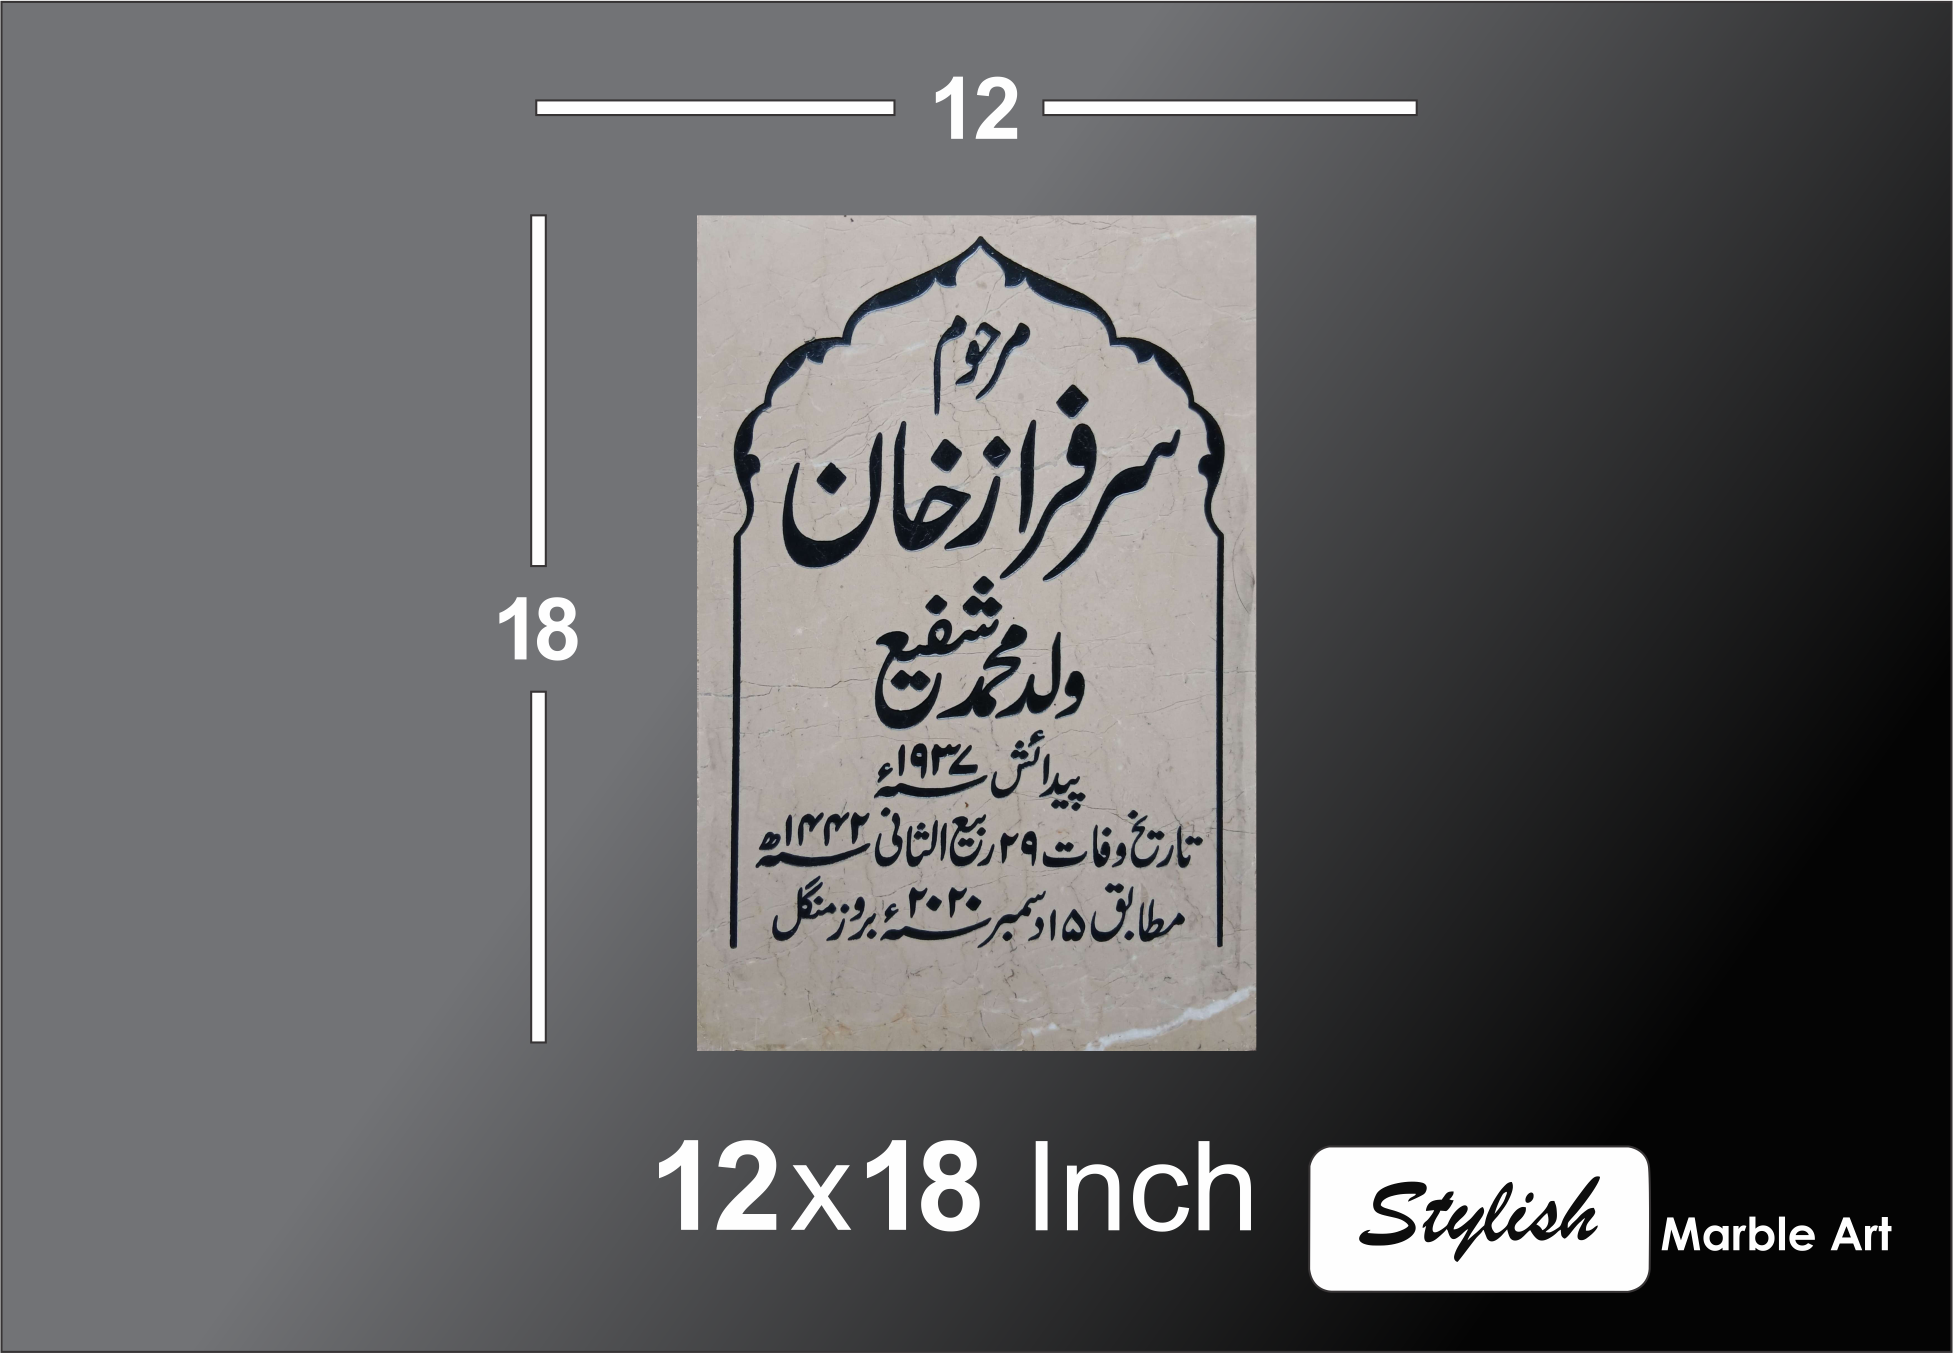 12
18
مرحوم
سرفراز خان
ولد محمد شفیع
پیدائش ۱۹۳۷ء
تاریخ وفات ۲۹ ربیع الثانی ۱۴۴۲ھ
مطابق ۱۵ دسمبر ۲۰۲۰ء بروز منگل
12x18 Inch
Stylish Marble Art